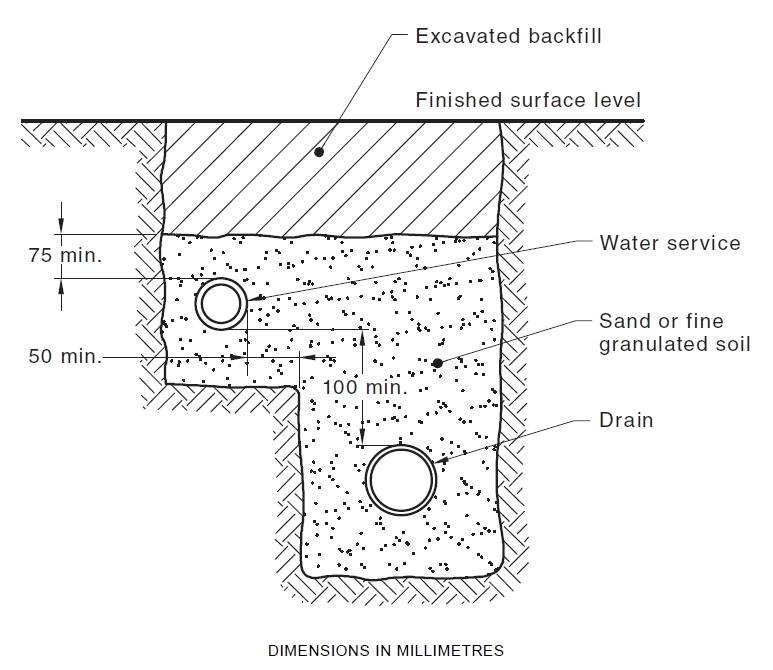 Excavated backfill
Finished surface level
75 min.
Water service
Sand or fine
granulated soil
50 min.
100 min.
Drain
DIMENSIONS IN MILLIMETRES